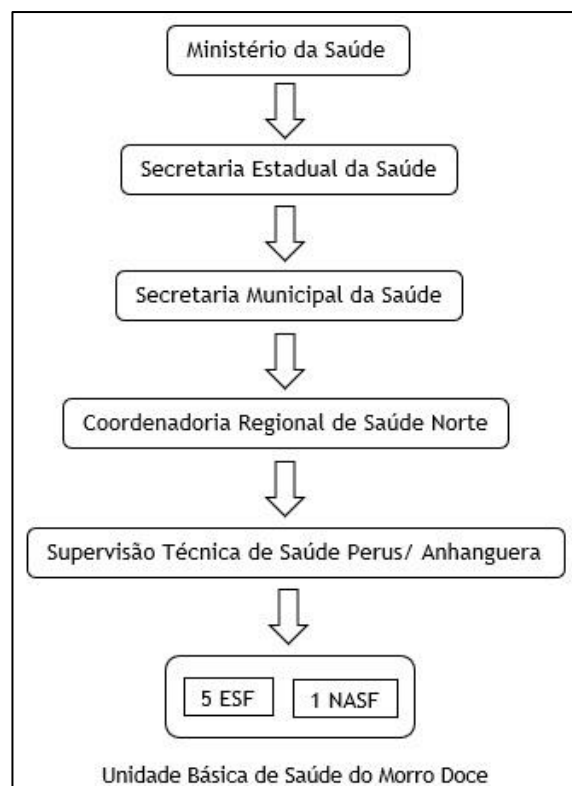 Ministério da Saúde
Secretaria Estadual da Saúde
Secretaria Municipal da Saúde
Coordenadoria Regional de Saúde Norte
Supervisão Técnica de Saúde Perus/ Anhanguera
5 ESF 1 NASF
Unidade Básica de Saúde do Morro Doce